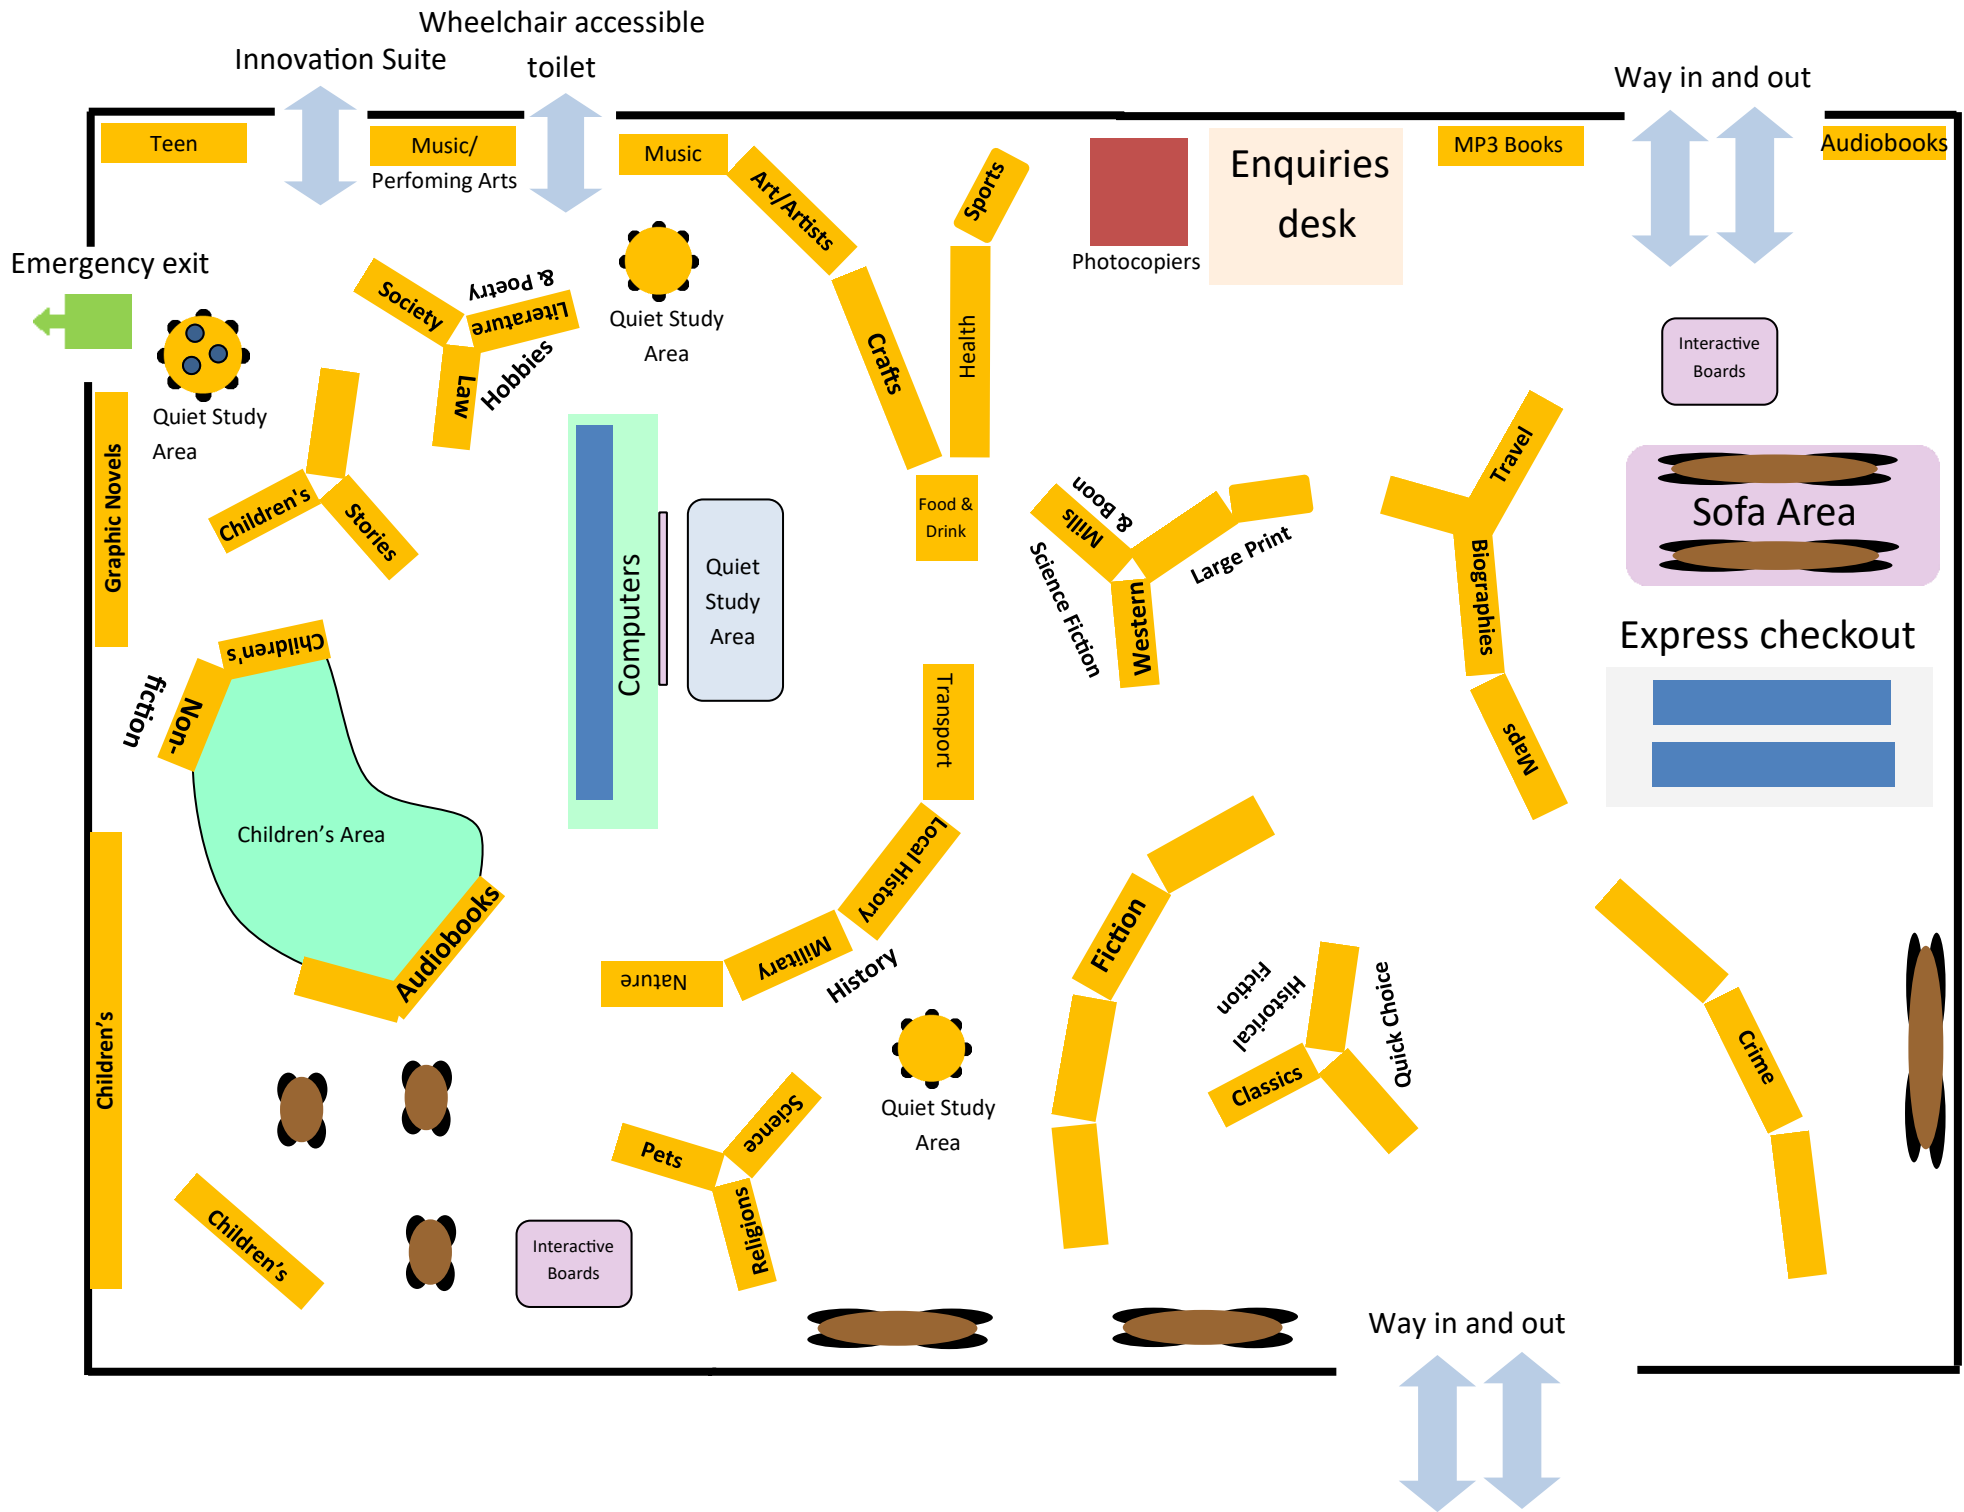 Wheelchair accessible
toilet
Innovation Suite
Way in and out
Teen
Music/
Perfoming Arts
Music
Art/Artists
Sports
Photocopiers
Enquiries
desk
MP3 Books
Audiobooks
Emergency exit
Quiet Study
Area
Society
Literature
& Poetry
Law
Hobbies
Quiet Study
Area
Crafts
Health
Interactive
Boards
Graphic Novels
Children's
Stories
Computers
Quiet
Study
Area
Food &
Drink
Mills
& Boon
Science Fiction
Western
Large Print
Travel
Biographies
Maps
Sofa Area
Express checkout
Children's
Non-
fiction
Children’s Area
Audiobooks
Transport
Local History
Military
History
Nature
Fiction
Historical
Fiction
Quick Choice
Classics
Crime
Children’s
Children’s
Interactive
Boards
Pets
Science
Religions
Quiet Study
Area
Way in and out